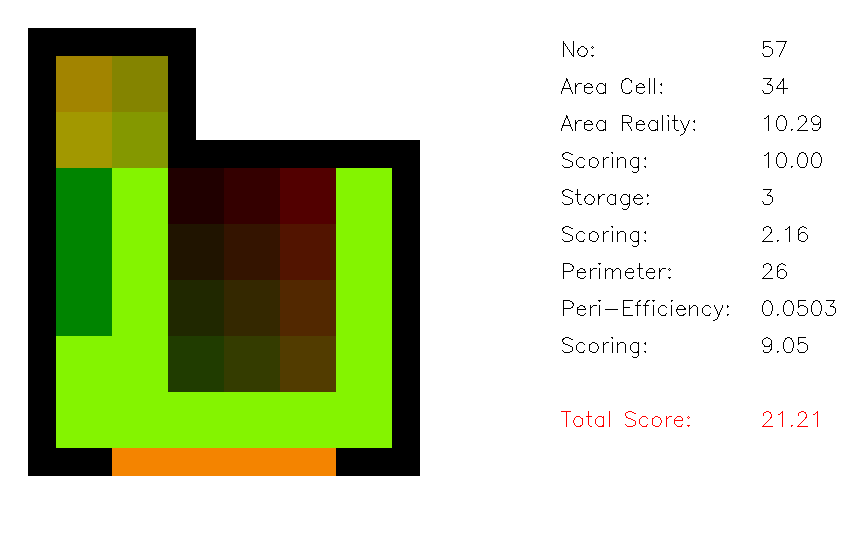 No: 57
Area Cell: 34
Area Reality: 10.29
Scoring: 10.00
Storage: 3
Scoring: 2.16
Perimeter: 26
Peri-Efficiency: 0.0503
Scoring: 9.05
Total Score: 21.21